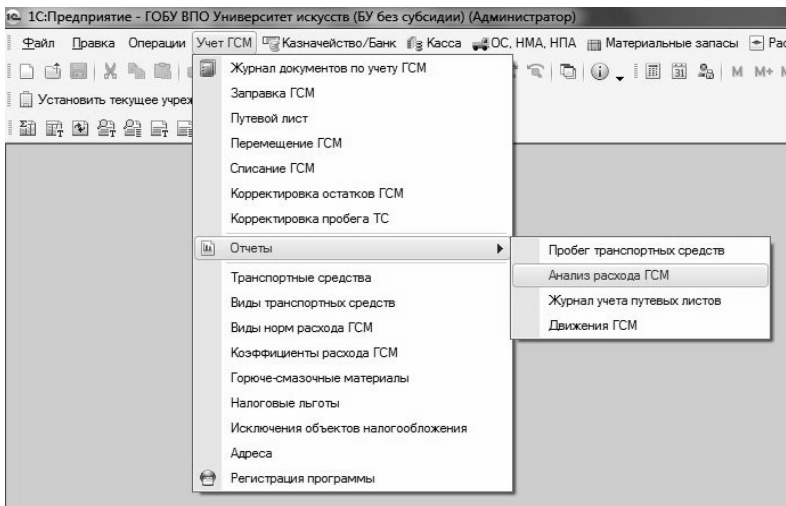 1С:Предприятие - ГОБУ ВПО Университет искусств (БУ без субсидии) (Администратор)
Файл Правка Операции Учет ГСМ Казначейство/Банк Касса ОС, НМА, НПА Материальные запасы
M M+
Установить текущее
Журнал документов по учету ГСМ
Заправка ГСМ
Путевой лист
Перемещение ГСМ
Списание ГСМ
Корректировка остатков ГСМ
Корректировка пробега ТС
Отчеты
Пробег транспортных средств
Анализ расхода ГСМ
Журнал учета путевых листов
Движения ГСМ
Транспортные средства
Виды транспортных средств
Виды норм расхода ГСМ
Коэффициенты расхода ГСМ
Горюче-смазочные материалы
Налоговые льготы
Исключения объектов налогообложения
Адреса
Регистрация программы